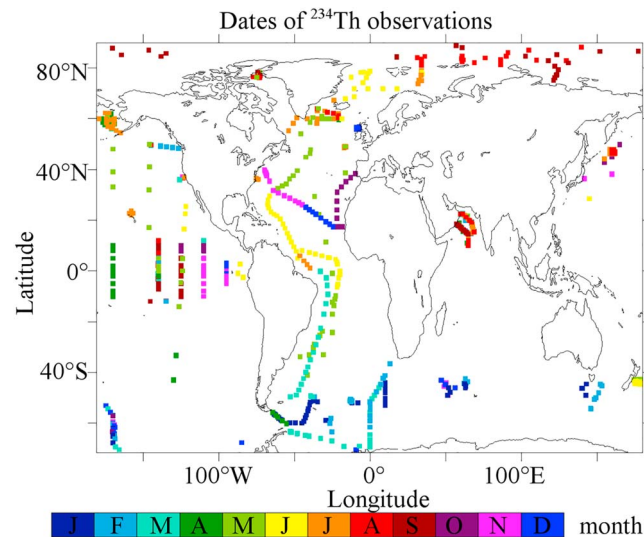 Dates of ²³⁴Th observations
80°N
40°N
0°
40°S
Latitude
100°W 0° 100°E
Longitude
J F M A M J J A S O N D month